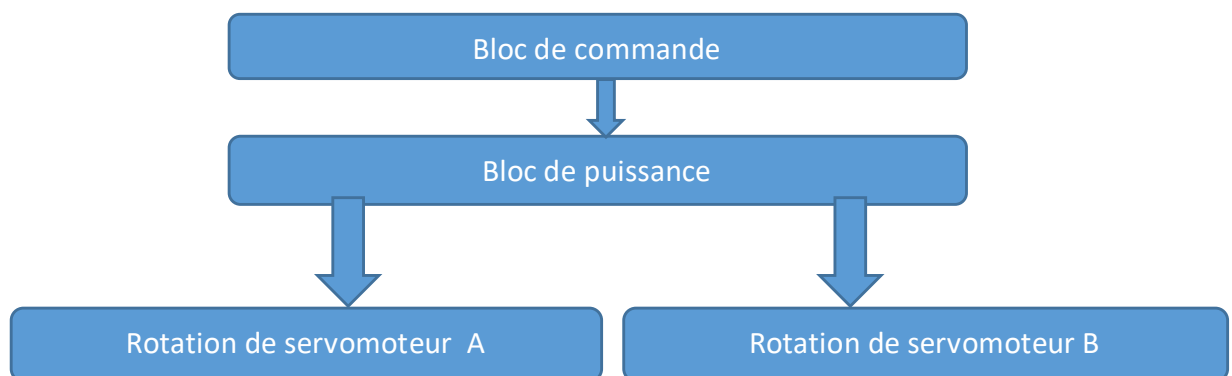 Bloc de commande
Bloc de puissance
Rotation de servomoteur A
Rotation de servomoteur B